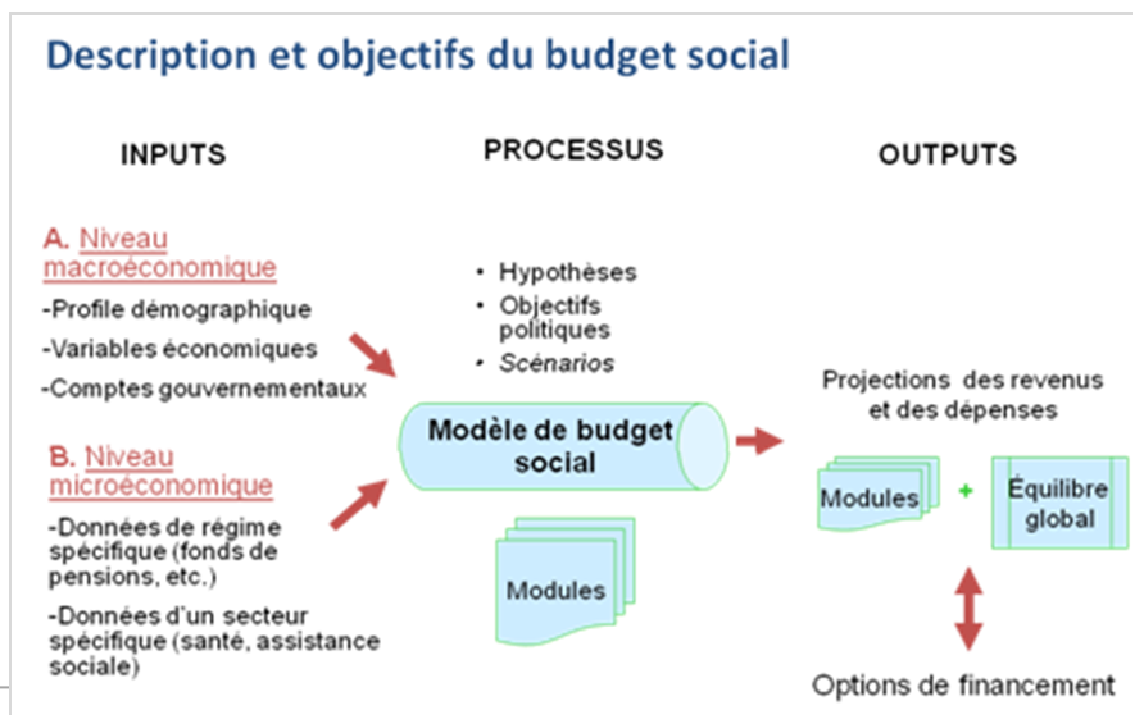 Description et objectifs du budget social
INPUTS
PROCESSUS
OUTPUTS
A. Niveau
macroéconomique
-Profile démographique
-Variables économiques
-Comptes gouvernementaux
B. Niveau
microéconomique
-Données de régime
spécifique (fonds de
pensions, etc.)
-Données d'un secteur
spécifique (santé, assistance
sociale)
• Hypothèses
• Objectifs
politiques
• Scénarios
Modèle de budget
social
Modules
Projections des revenus
et des dépenses
Modules
+
Équilibre
global
Options de financement